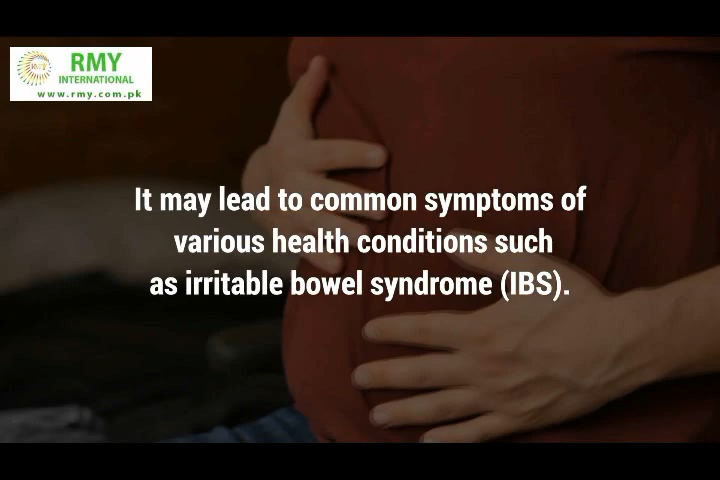 RMY
INTERNATIONAL
www.rmy.com.pk
It may lead to common symptoms of
various health conditions such
as irritable bowel syndrome (IBS).